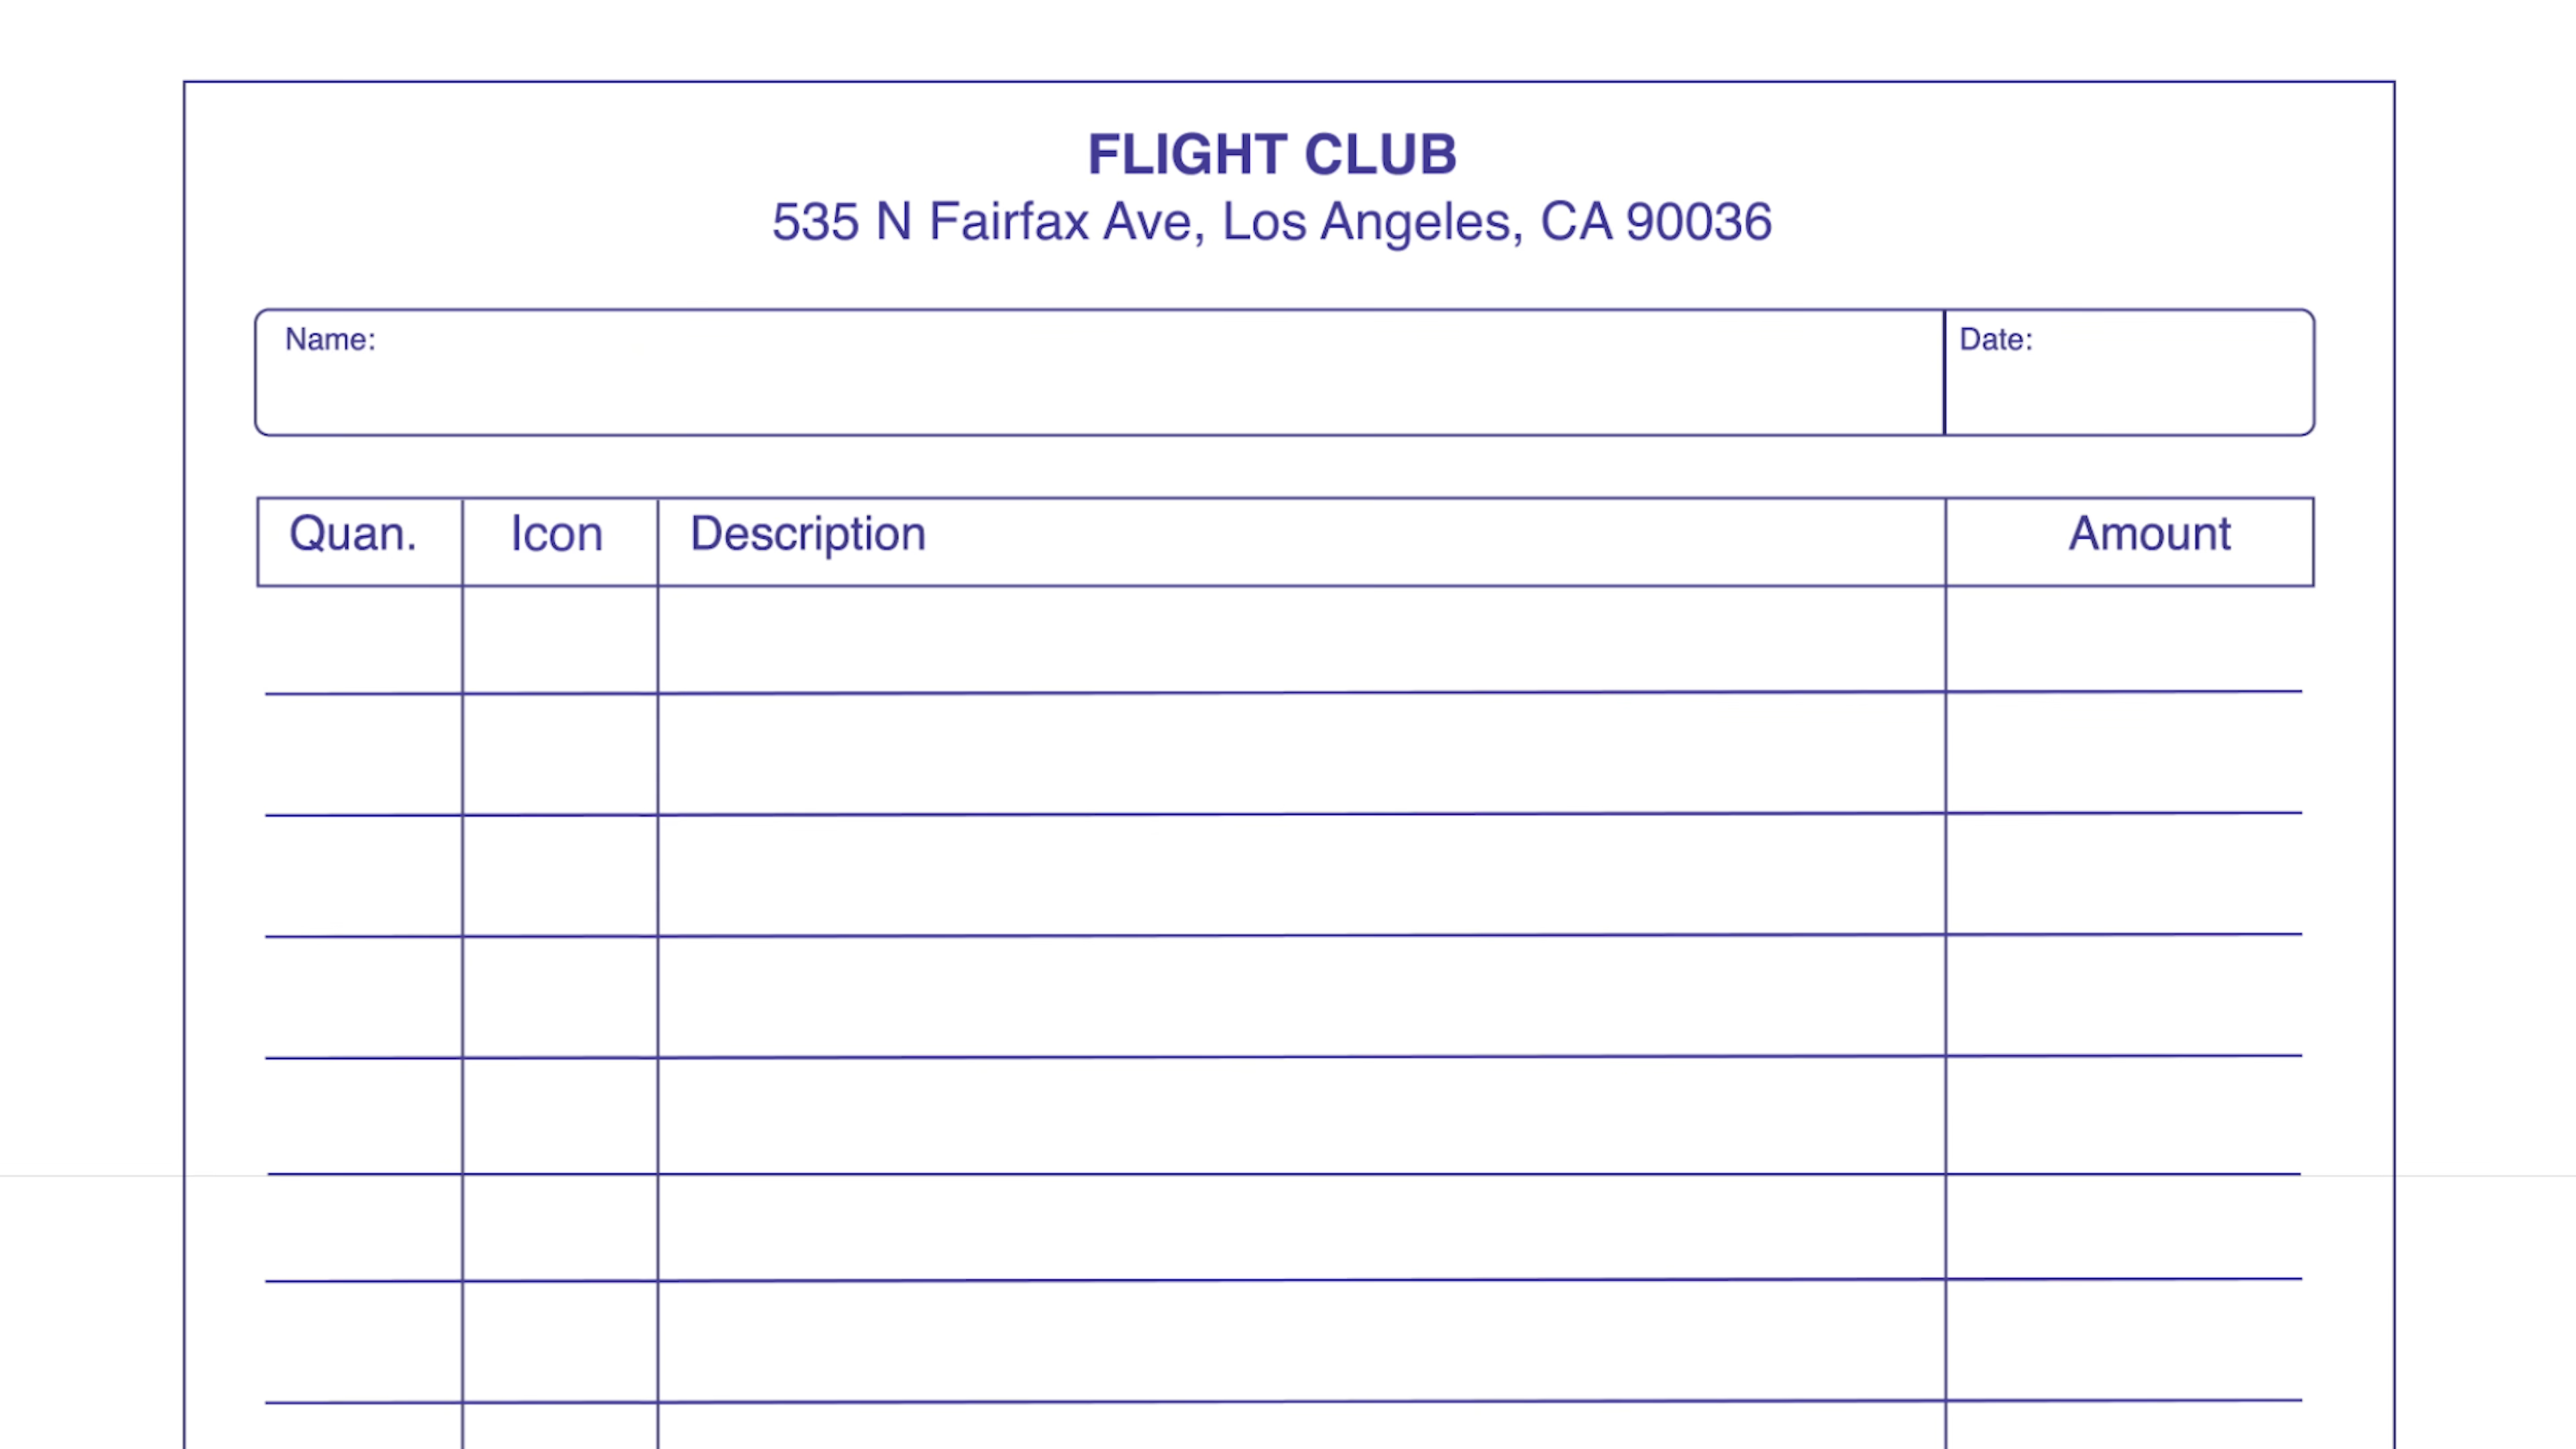 FLIGHT CLUB
535 N Fairfax Ave, Los Angeles, CA 90036
Name: Date:
Quan. Icon Description Amount